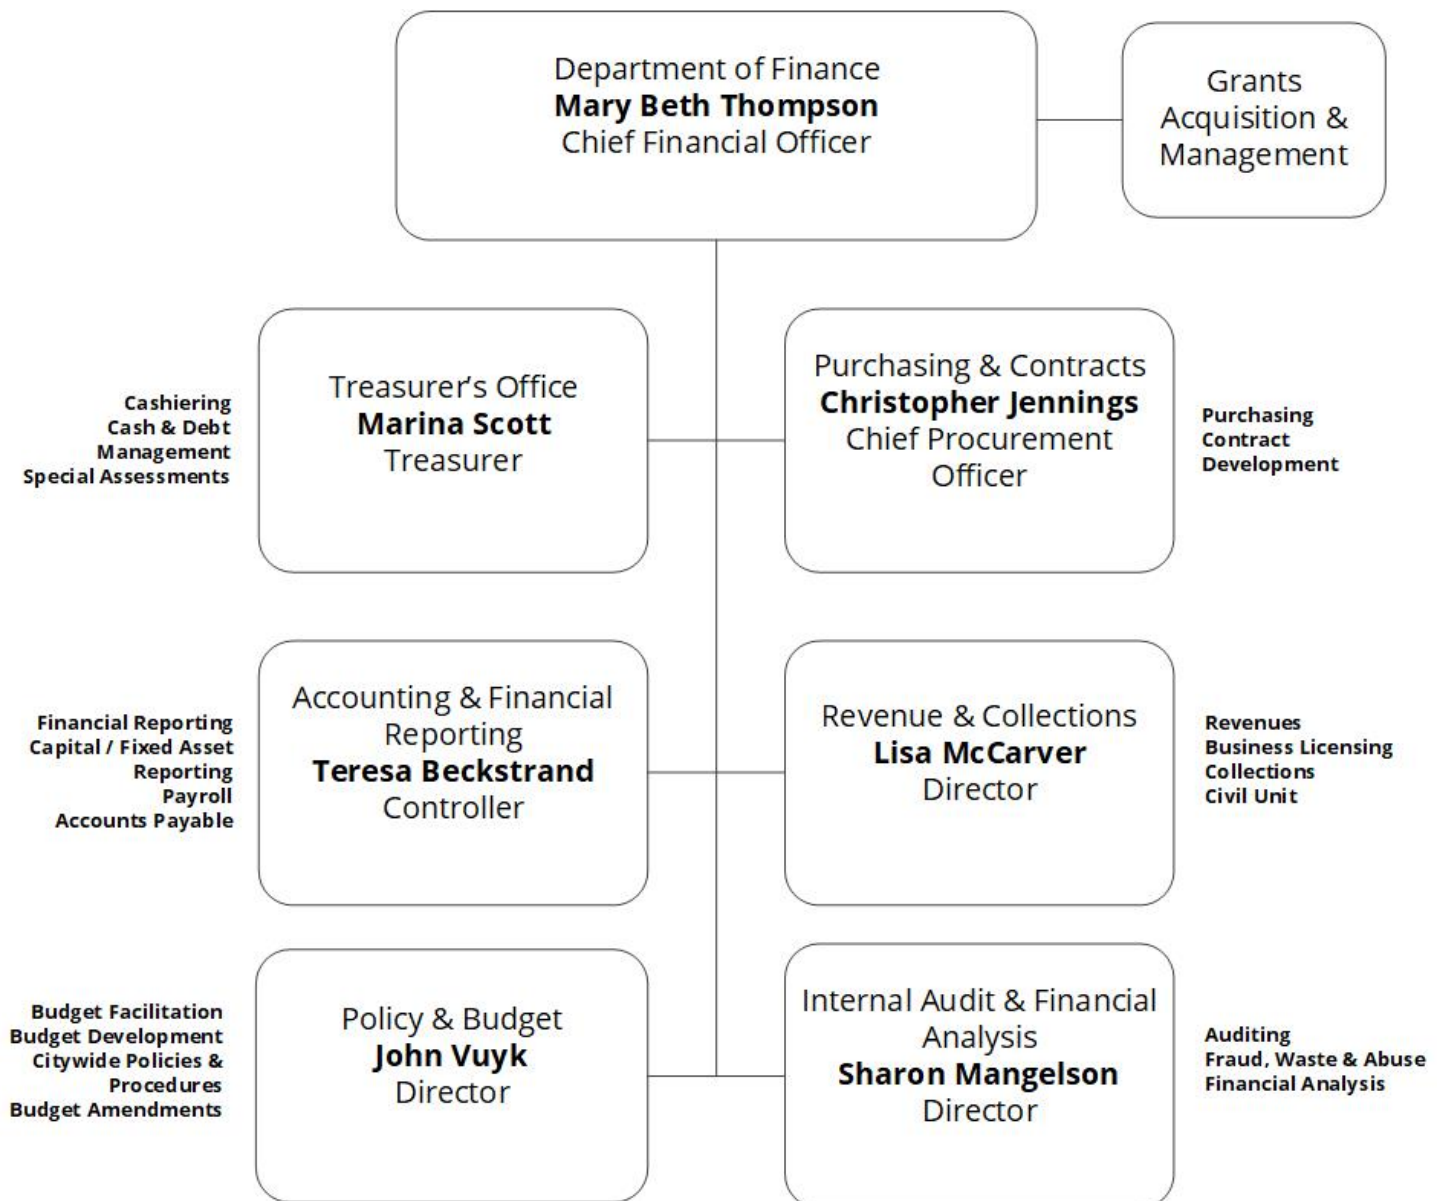 Department of Finance
Mary Beth Thompson
Chief Financial Officer
Grants
Acquisition &
Management
Cashiering
Cash & Debt
Management
Special Assessments
Treasurer's Office
Marina Scott
Treasurer
Purchasing & Contracts
Christopher Jennings
Chief Procurement
Officer
Purchasing
Contract
Development
Financial Reporting
Capital / Fixed Asset
Reporting
Payroll
Accounts Payable
Accounting & Financial
Reporting
Teresa Beckstrand
Controller
Revenue & Collections
Lisa McCarver
Director
Revenues
Business Licensing
Collections
Civil Unit
Budget Facilitation
Budget Development
Citywide Policies &
Procedures
Budget Amendments
Policy & Budget
John Vuyk
Director
Internal Audit & Financial
Analysis
Sharon Mangelson
Director
Auditing
Fraud, Waste & Abuse
Financial Analysis